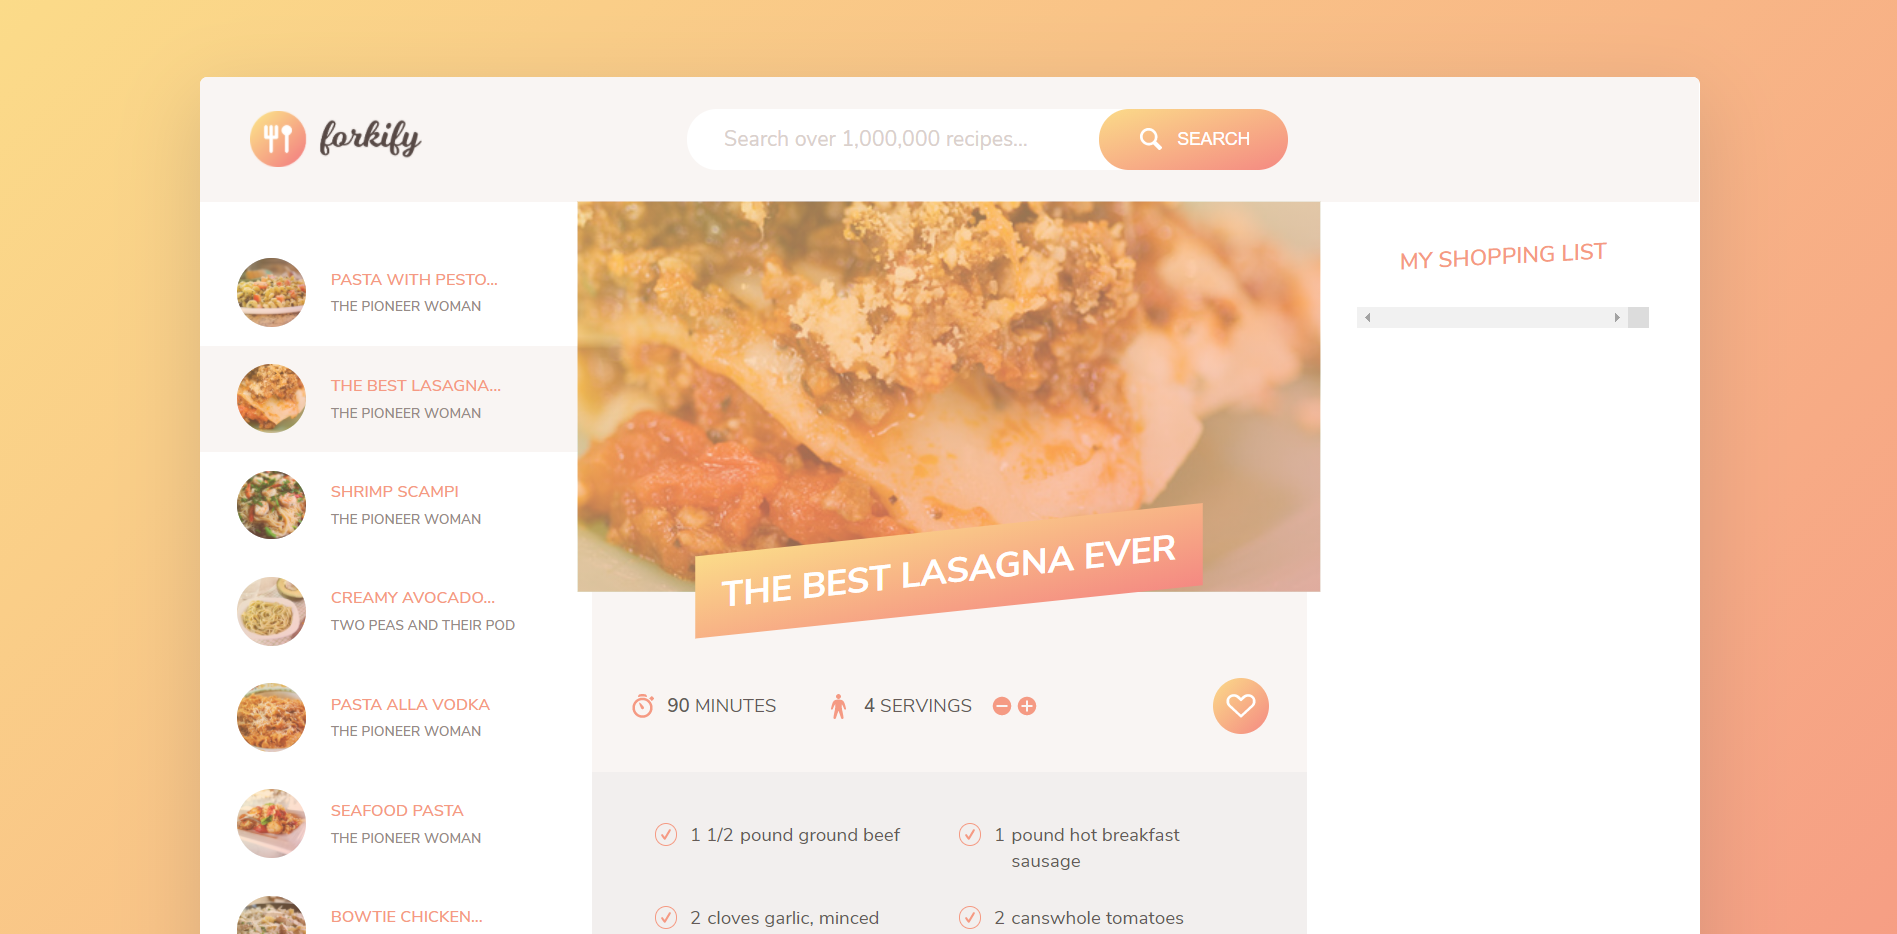 forkify
Search over 1,000,000 recipes...
SEARCH
PASTA WITH PESTO...
THE PIONEER WOMAN
THE BEST LASAGNA...
THE PIONEER WOMAN
SHRIMP SCAMPI
THE PIONEER WOMAN
CREAMY AVOCADO...
TWO PEAS AND THEIR POD
PASTA ALLA VODKA
THE PIONEER WOMAN
SEAFOOD PASTA
THE PIONEER WOMAN
BOWTIE CHICKEN...
THE BEST LASAGNA EVER
90 MINUTES
4 SERVINGS
1 1/2 pound ground beef
1 pound hot breakfast
sausage
2 cloves garlic, minced
2 canswhole tomatoes
MY SHOPPING LIST